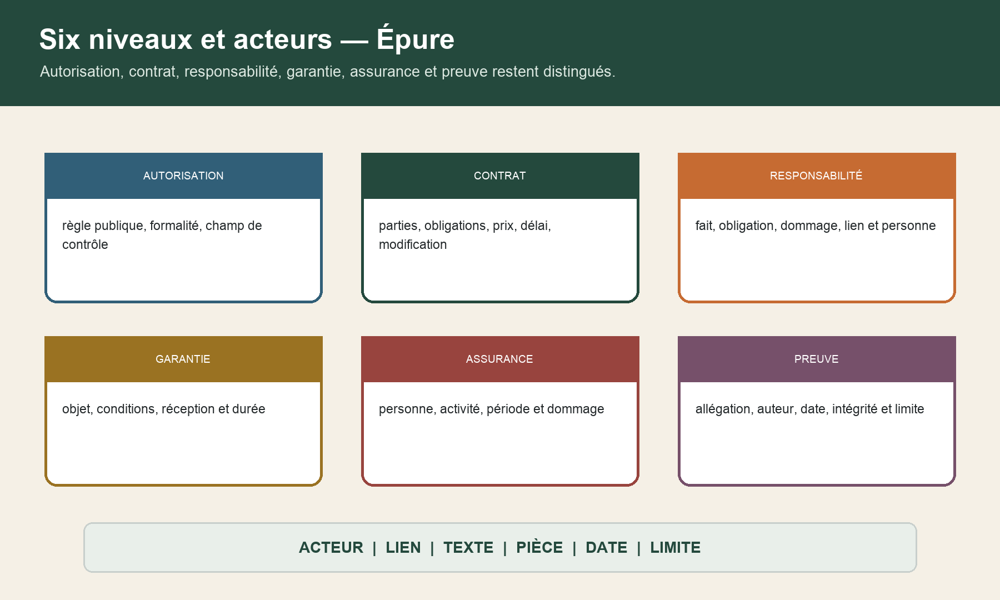 Six niveaux et acteurs — Épure
Autorisation, contrat, responsabilité, garantie, assurance et preuve restent distingués.
AUTORISATION
règle publique, formalité, champ de
contrôle
CONTRAT
parties, obligations, prix, délai,
modification
RESPONSABILITÉ
fait, obligation, dommage, lien et personne
GARANTIE
objet, conditions, réception et durée
ASSURANCE
personne, activité, période et dommage
PREUVE
allégation, auteur, date, intégrité et limite
ACTEUR | LIEN | TEXTE | PIÈCE | DATE | LIMITE